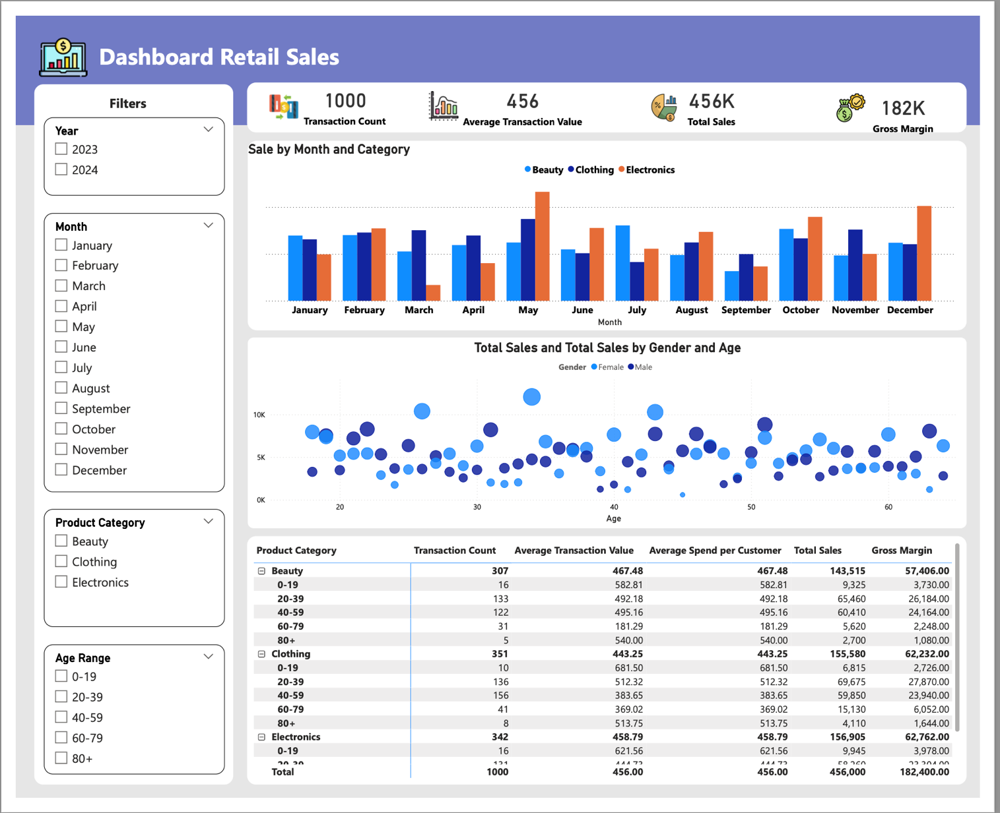 Dashboard Retail Sales
Filters
Year
2023
2024
Month
January
February
March
April
May
June
July
August
September
October
November
December
Product Category
Beauty
Clothing
Electronics
Age Range
0-19
20-39
40-59
60-79
80+
1000
Transaction Count
456
Average Transaction Value
456K
Total Sales
182K
Gross Margin
Sale by Month and Category
Beauty Clothing Electronics
January February March April May June July August September October November December
Month
Total Sales and Total Sales by Gender and Age
Gender Female Male
10K
5K
0K
20 30 40 50 60
Age
Product Category Transaction Count Average Transaction Value Average Spend per Customer Total Sales Gross Margin
Beauty 307 467.48 467.48 143,515 57,406.00
0-19 16 582.81 582.81 9,325 3,730.00
20-39 133 492.18 492.18 65,460 26,184.00
40-59 122 495.16 495.16 60,410 24,164.00
60-79 31 181.29 181.29 5,620 2,248.00
80+ 5 540.00 540.00 2,700 1,080.00
Clothing 351 443.25 443.25 155,580 62,232.00
0-19 10 681.50 681.50 6,815 2,726.00
20-39 136 512.32 512.32 69,675 27,870.00
40-59 156 383.65 383.65 59,850 23,940.00
60-79 41 369.02 369.02 15,130 6,052.00
80+ 8 513.75 513.75 4,110 1,644.00
Electronics 342 458.79 458.79 156,905 62,762.00
0-19 16 621.56 621.56 9,945 3,978.00
Total 1000 456.00 456.00 456,000 182,400.00